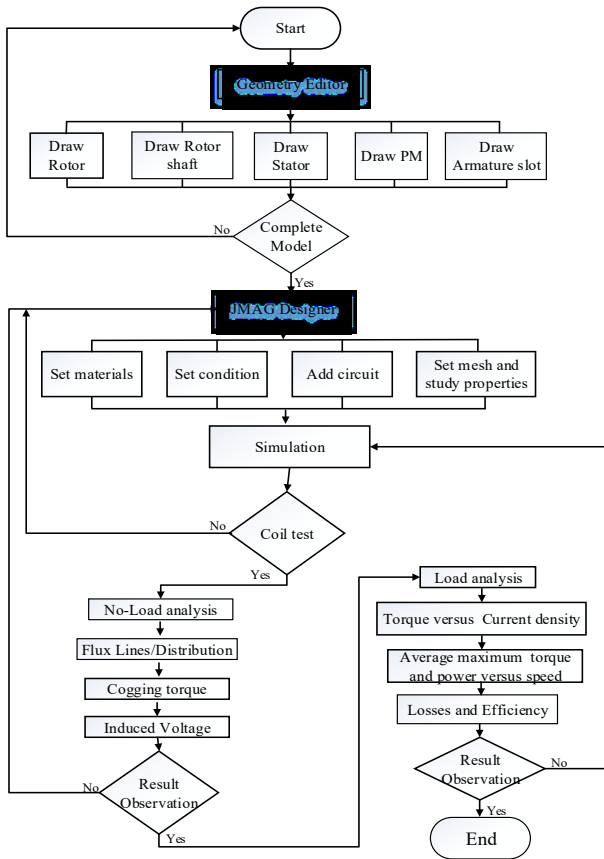 Start
Geometry Editor
Draw
Rotor
Draw Rotor
shaft
Draw
Stator
Draw PM
Draw
Armature slot
No
Complete
Model
Yes
JMAG Designer
Set materials
Set condition
Add circuit
Set mesh and
study properties
Simulation
No
Coil test
Yes
No-Load analysis
Flux Lines/Distribution
Cogging torque
Induced Voltage
No
Result
Observation
Yes
Load analysis
Torque versus Current density
Average maximum torque
and power versus speed
Losses and Efficiency
Result
Observation
No
Yes
End